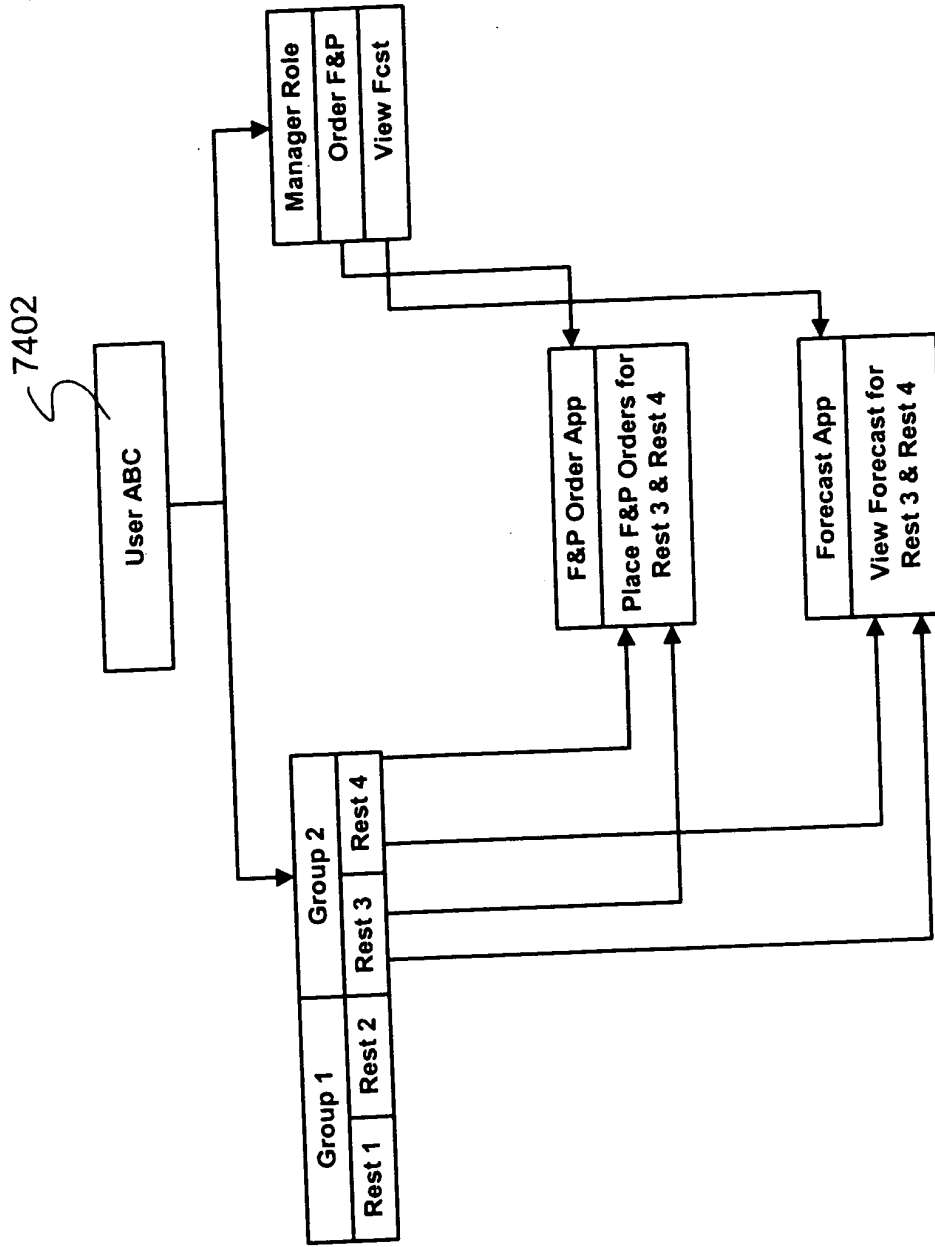 7402
User ABC
Group 1
Group 2
Rest 1
Rest 2
Rest 3
Rest 4
Manager Role
Order F&P
View Fcst
F&P Order App
Place F&P Orders for
Rest 3 & Rest 4
Forecast App
View Forecast for
Rest 3 & Rest 4